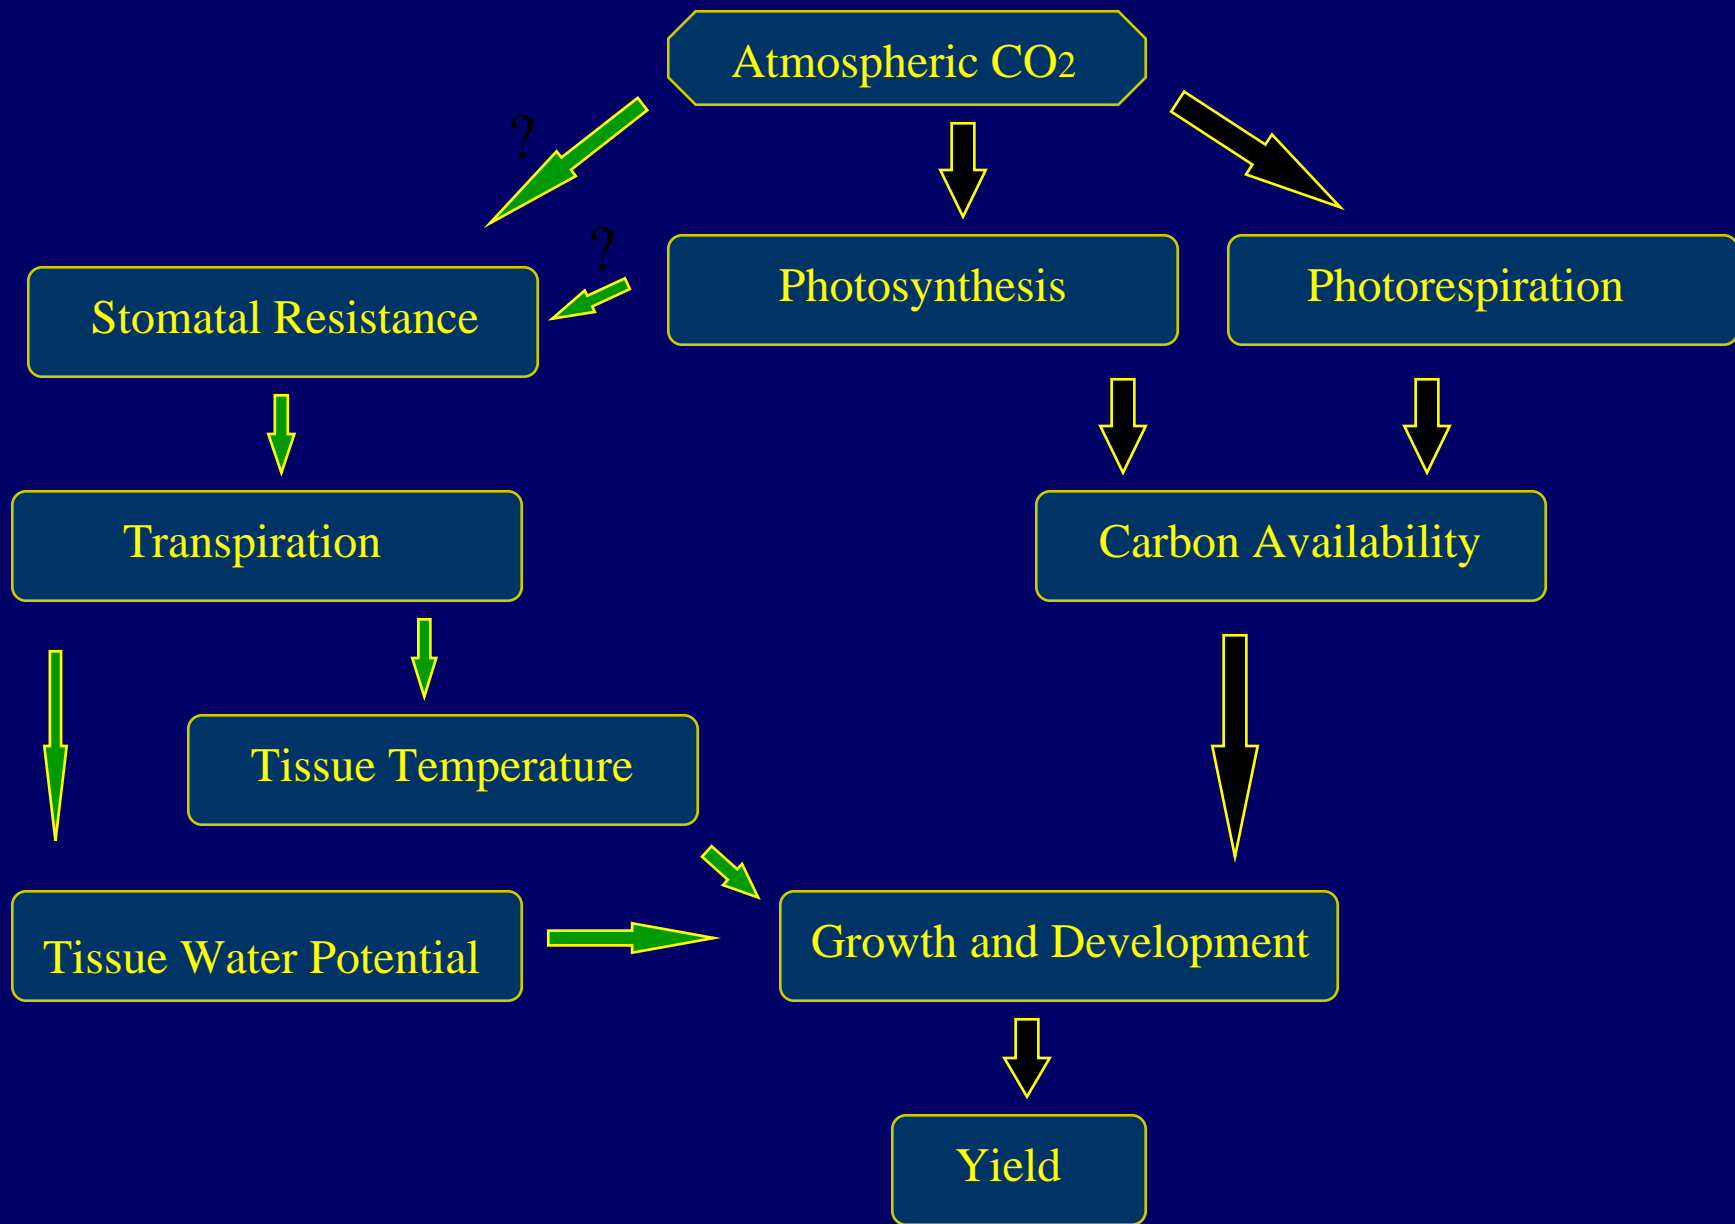 Atmospheric CO2
?
?
Photosynthesis
Photorespiration
Stomatal Resistance
Transpiration
Carbon Availability
Tissue Temperature
Tissue Water Potential
Growth and Development
Yield